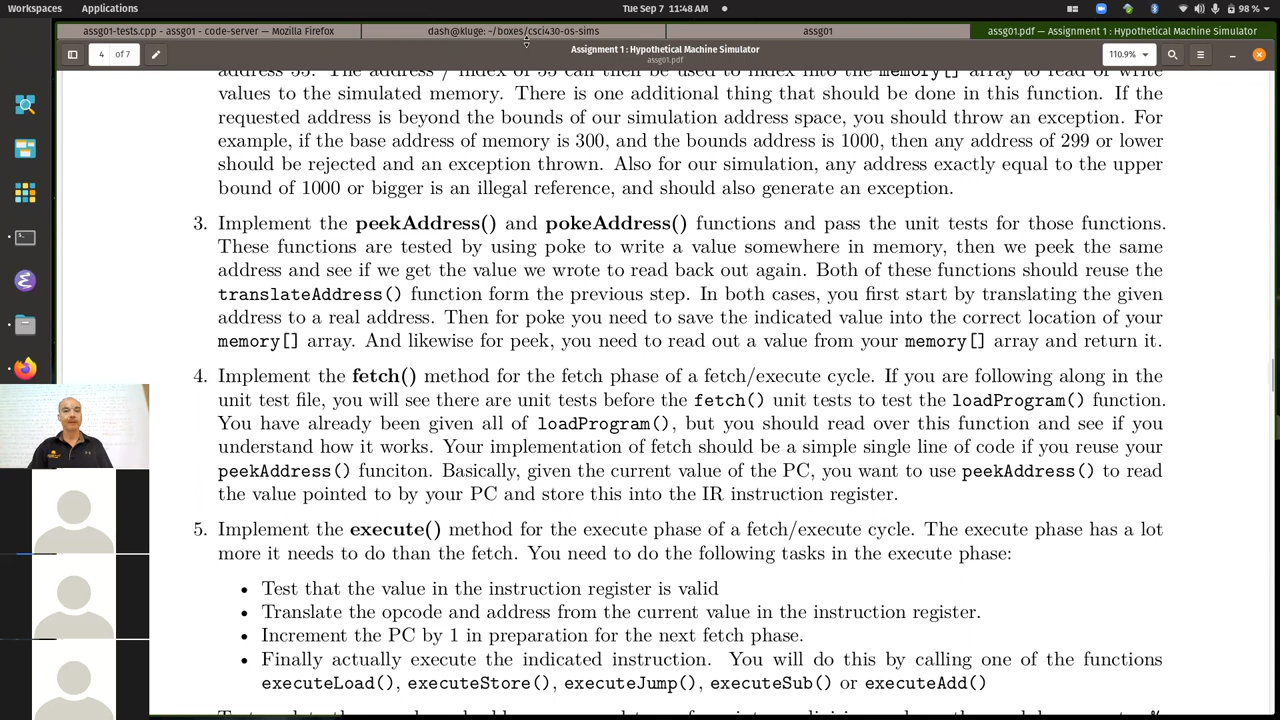 Workspaces Applications Tue Sep 7 11:48 AM 98 %
assg01-tests.cpp - assg01 - code-server — Mozilla Firefox dash@kluge: ~/boxes/csci430-os-sims assg01 assg01.pdf — Assignment 1 : Hypothetical Machine Simulator
4 of 7 Assignment 1 : Hypothetical Machine Simulator 110.9%
assg01.pdf
address 55. The address / index of 55 can then be used to index into the memory[] array to read or write
values to the simulated memory. There is one additional thing that should be done in this function. If the
requested address is beyond the bounds of our simulation address space, you should throw an exception. For
example, if the base address of memory is 300, and the bounds address is 1000, then any address of 299 or lower
should be rejected and an exception thrown. Also for our simulation, any address exactly equal to the upper
bound of 1000 or bigger is an illegal reference, and should also generate an exception.
3. Implement the peekAddress() and pokeAddress() functions and pass the unit tests for those functions.
These functions are tested by using poke to write a value somewhere in memory, then we peek the same
address and see if we get the value we wrote to read back out again. Both of these functions should reuse the
translateAddress() function form the previous step. In both cases, you first start by translating the given
address to a real address. Then for poke you need to save the indicated value into the correct location of your
memory[] array. And likewise for peek, you need to read out a value from your memory[] array and return it.
4. Implement the fetch() method for the fetch phase of a fetch/execute cycle. If you are following along in the
unit test file, you will see there are unit tests before the fetch() unit tests to test the loadProgram() function.
You have already been given all of loadProgram(), but you should read over this function and see if you
understand how it works. Your implementation of fetch should be a simple single line of code if you reuse your
peekAddress() funciton. Basically, given the current value of the PC, you want to use peekAddress() to read
the value pointed to by your PC and store this into the IR instruction register.
5. Implement the execute() method for the execute phase of a fetch/execute cycle. The execute phase has a lot
more it needs to do than the fetch. You need to do the following tasks in the execute phase:
• Test that the value in the instruction register is valid
• Translate the opcode and address from the current value in the instruction register.
• Increment the PC by 1 in preparation for the next fetch phase.
• Finally actually execute the indicated instruction. You will do this by calling one of the functions
executeLoad(), executeStore(), executeJump(), executeSub() or executeAdd()